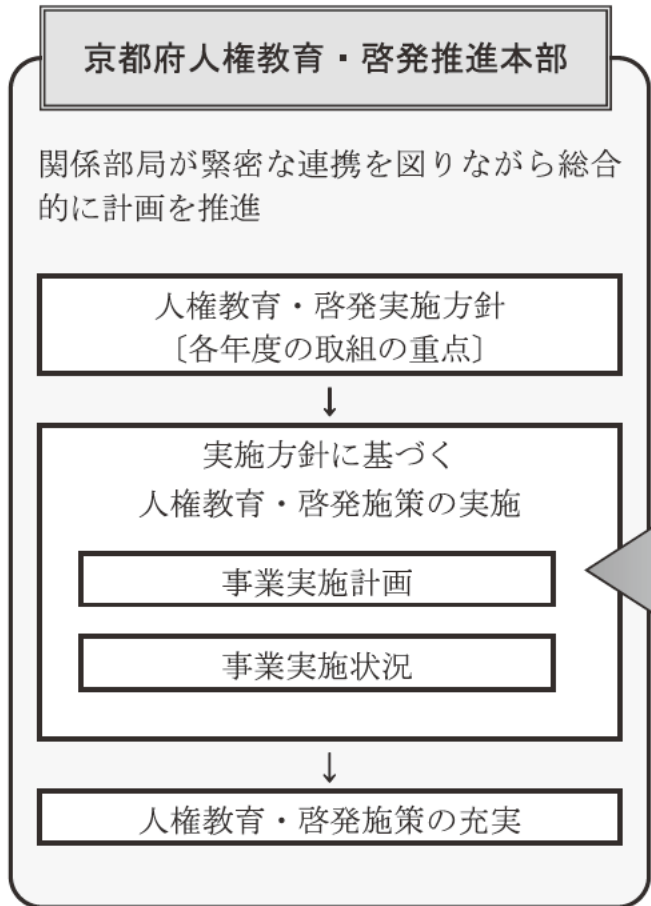 京都府人権教育・啓発推進本部
関係部局が緊密な連携を図りながら総合
的に計画を推進
人権教育・啓発実施方針
〔各年度の取組の重点〕
↓
実施方針に基づく
人権教育・啓発施策の実施
事業実施計画
事業実施状況
↓
人権教育・啓発施策の充実